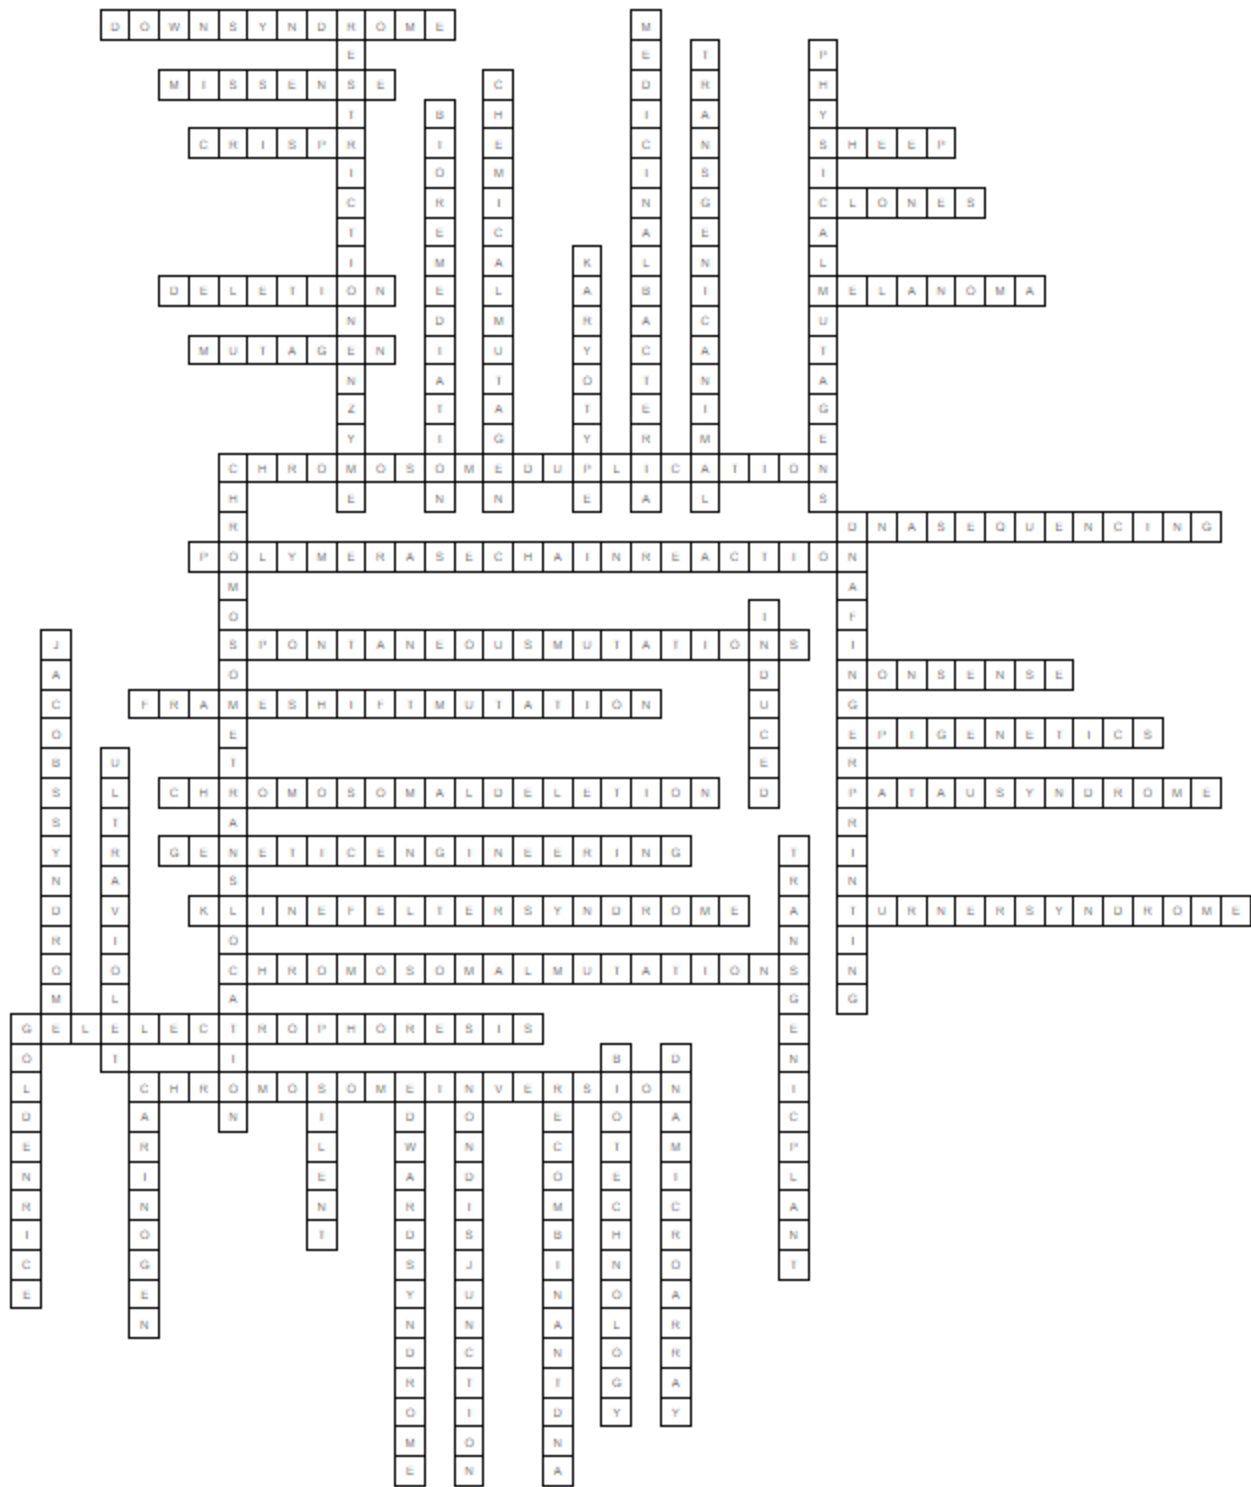 DOWNSYNDROME
MEDICINALBACTERIA
RESTRICTIONENZYME
TRANSGENICANIMAL
PHYSICALMUTAGENS
MISSENSE
CHEMICALMUTAGEN
BIOREMEDIATION
CRISPR
SHEEP
CLONES
KARYOTYPE
DELETION
MELANOMA
MUTAGEN
CHROMOSOMEDUPLICATION
CHROMOSOMETRANSLOCATION
DNASEQUENCING
DNAFINGERPRINTING
POLYMERASECHAINREACTION
INDUCED
JACOBSSYNDROME
SPONTANEOUSMUTATIONS
NONSENSE
FRAMESHIFTMUTATION
EPIGENETICS
ULTRAVIOLET
CHROMOSOMALDELETION
PATAUSYNDROME
GENETICENGINEERING
TRANSGENICPLANT
KLINEFELTERSYNDROME
TURNERSYNDROME
CHROMOSOMALMUTATIONS
GELELECTROPHORESIS
GOLDENRICE
BIOTECHNOLOGY
DNAMICROARRAY
CHROMOSOMEINVERSION
CARINOGEN
SILENT
EDWARDSYNDROME
NONDISJUNCTION
RECOMBINANTDNA